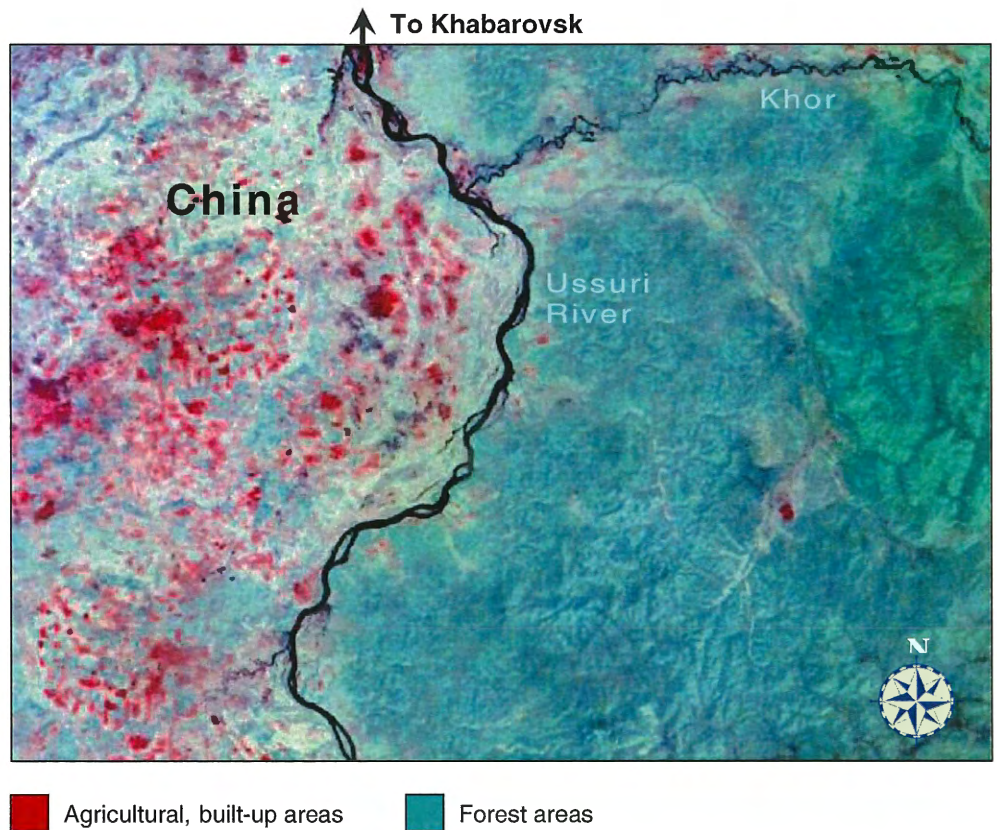 To Khabarovsk
Khor
China
Ussuri
River
N
Agricultural, built-up areas
Forest areas